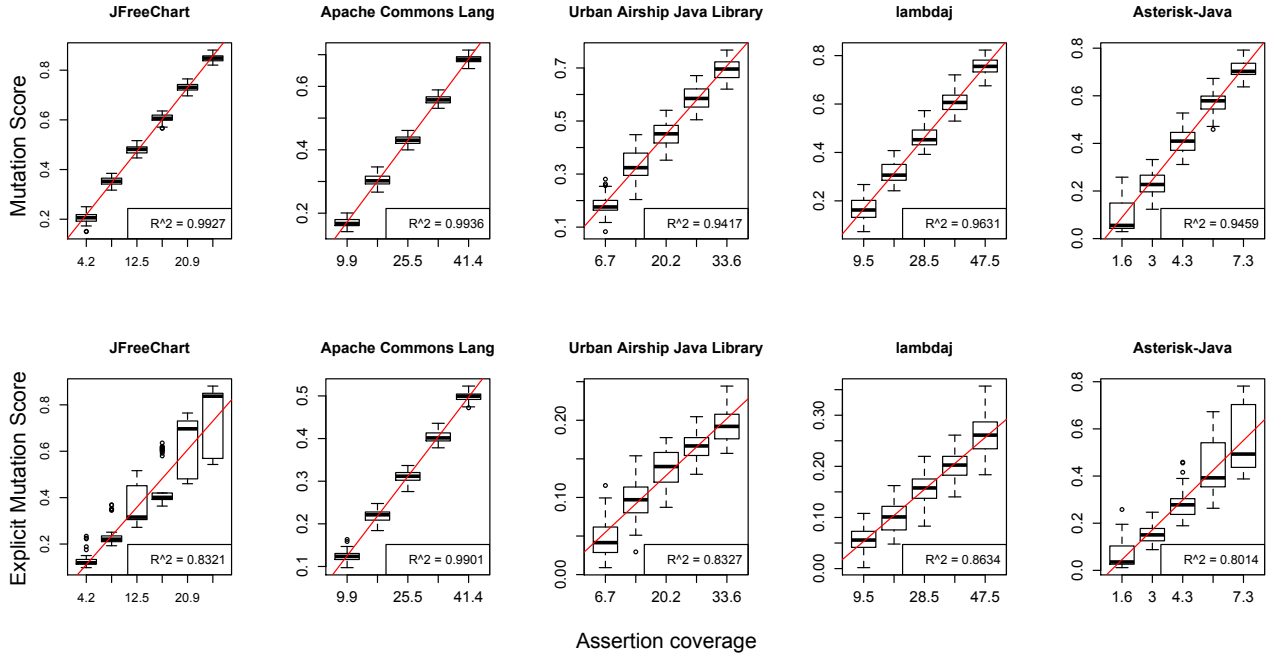 JFreeChart
Apache Commons Lang
Urban Airship Java Library
lambdaj
Asterisk-Java
Mutation Score
0.2 0.4 0.6 0.8
R^2 = 0.9927
4.2 12.5 20.9
0.2 0.4 0.6
R^2 = 0.9936
9.9 25.5 41.4
0.1 0.3 0.5 0.7
R^2 = 0.9417
6.7 20.2 33.6
0.2 0.4 0.6 0.8
R^2 = 0.9631
9.5 28.5 47.5
0.0 0.2 0.4 0.6 0.8
R^2 = 0.9459
1.6 3 4.3 7.3
JFreeChart
Apache Commons Lang
Urban Airship Java Library
lambdaj
Asterisk-Java
Explicit Mutation Score
0.2 0.4 0.6 0.8
R^2 = 0.8321
4.2 12.5 20.9
0.1 0.2 0.3 0.4 0.5
R^2 = 0.9901
9.9 25.5 41.4
0.00 0.10 0.20
R^2 = 0.8327
6.7 20.2 33.6
0.00 0.10 0.20 0.30
R^2 = 0.8634
9.5 28.5 47.5
0.0 0.2 0.4 0.6 0.8
R^2 = 0.8014
1.6 3 4.3 7.3
Assertion coverage